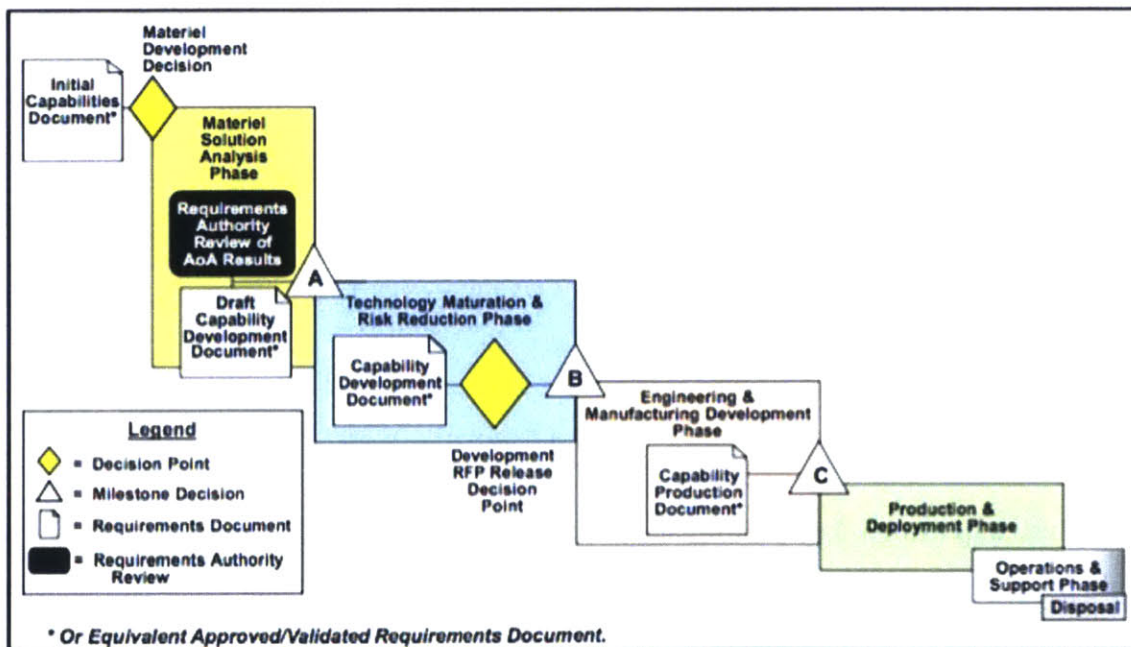 Materiel
Development
Decision
Initial
Capabilities
Document*
Materiel
Solution
Analysis
Phase
Requirements
Authority
Review of
AoA Results
A
Draft
Capability
Development
Document*
Technology Maturation &
Risk Reduction Phase
Capability
Development
Document*
B
Development
RFP Release
Decision
Point
Engineering &
Manufacturing Development
Phase
Capability
Production
Document*
C
Production &
Deployment Phase
Operations &
Support Phase
Disposal
Legend
= Decision Point
= Milestone Decision
= Requirements Document
= Requirements Authority
Review
* Or Equivalent Approved/Validated Requirements Document.